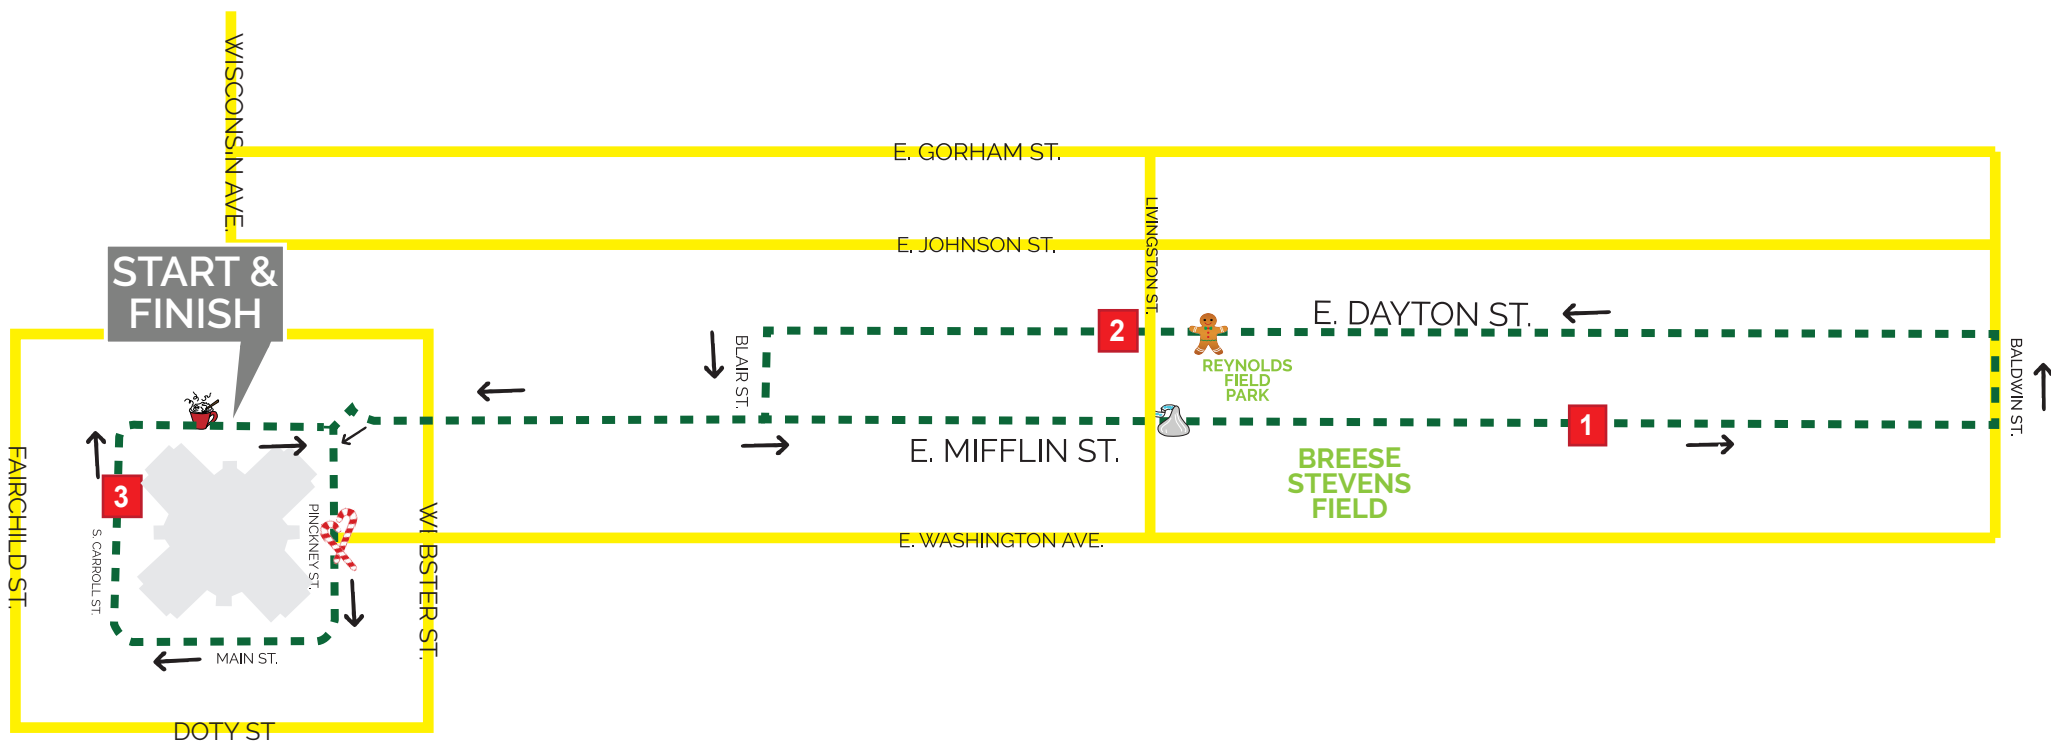 WISCONSIN AVE.
E. GORHAM ST.
LIVINGSTON ST.
E. JOHNSON ST.
START &
FINISH
E. DAYTON ST.
2
BLAIR ST.
REYNOLDS
FIELD
PARK
BALDWIN ST.
1
E. MIFFLIN ST.
BREESE
STEVENS
FIELD
FAIRCHILD ST.
3
S. CARROLL ST.
PINCKNEY ST.
WEBSTER ST.
E. WASHINGTON AVE.
MAIN ST.
DOTY ST